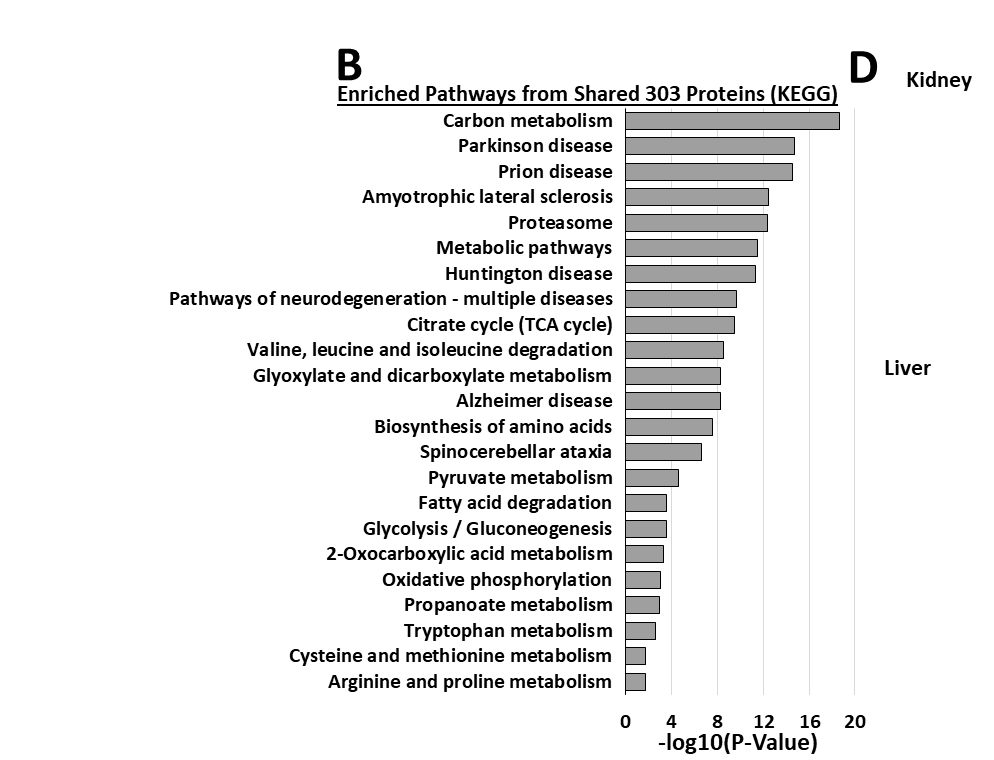 B
D
Kidney
Enriched Pathways from Shared 303 Proteins (KEGG)
Carbon metabolism
Parkinson disease
Prion disease
Amyotrophic lateral sclerosis
Proteasome
Metabolic pathways
Huntington disease
Pathways of neurodegeneration - multiple diseases
Citrate cycle (TCA cycle)
Valine, leucine and isoleucine degradation
Glyoxylate and dicarboxylate metabolism
Liver
Alzheimer disease
Biosynthesis of amino acids
Spinocerebellar ataxia
Pyruvate metabolism
Fatty acid degradation
Glycolysis / Gluconeogenesis
2-Oxocarboxylic acid metabolism
Oxidative phosphorylation
Propanoate metabolism
Tryptophan metabolism
Cysteine and methionine metabolism
Arginine and proline metabolism
0 4 8 12 16 20
-log10(P-Value)